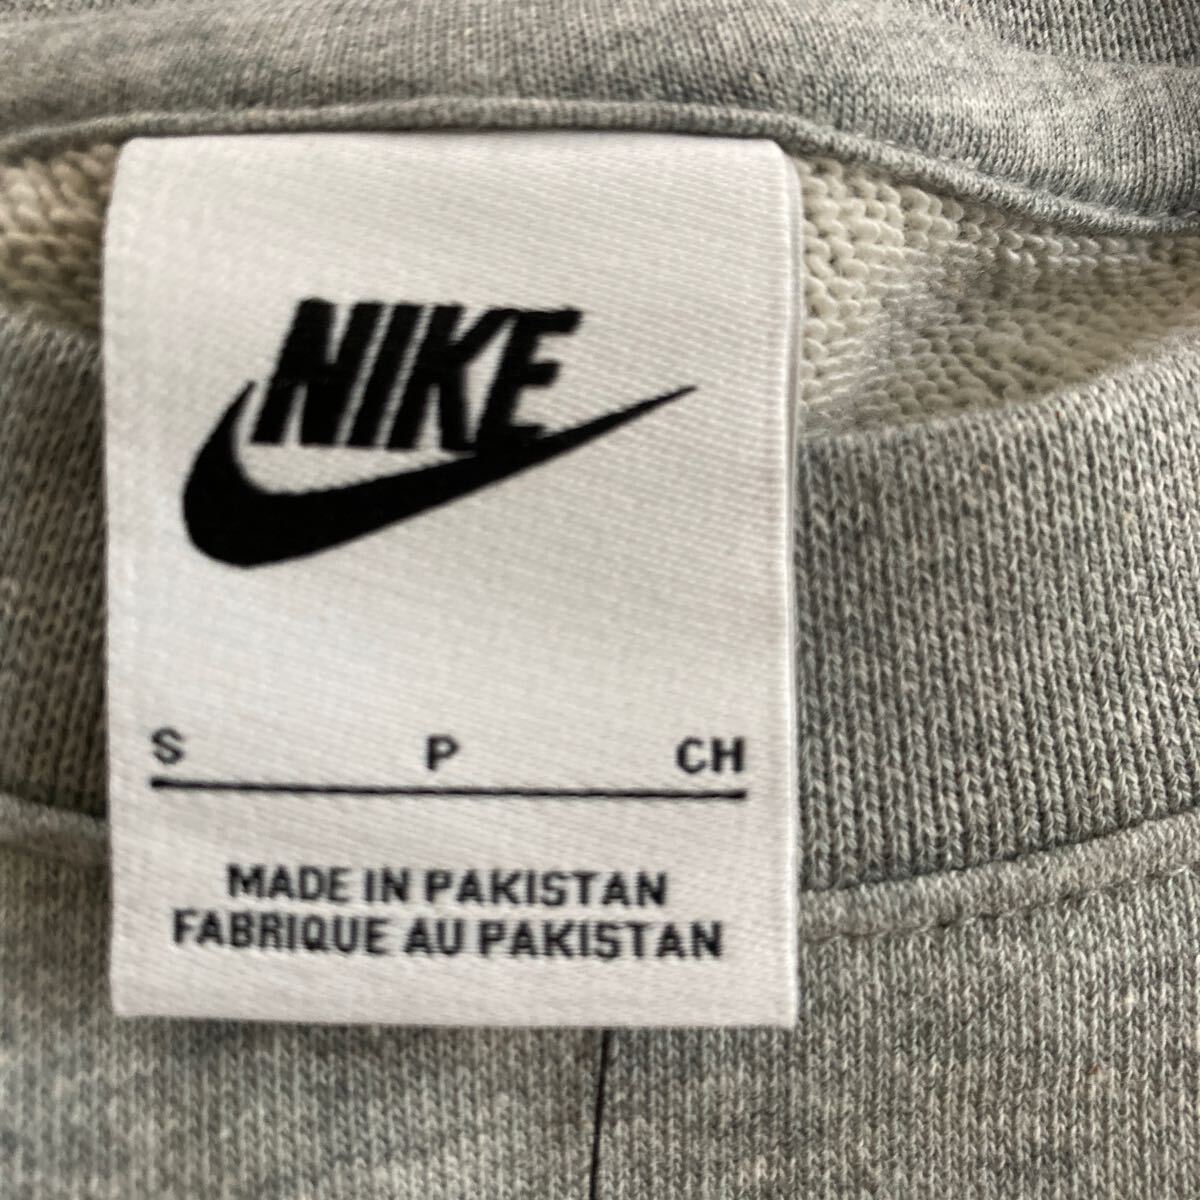 NIKE
S P CH
MADE IN PAKISTAN
FABRIQUE AU PAKISTAN